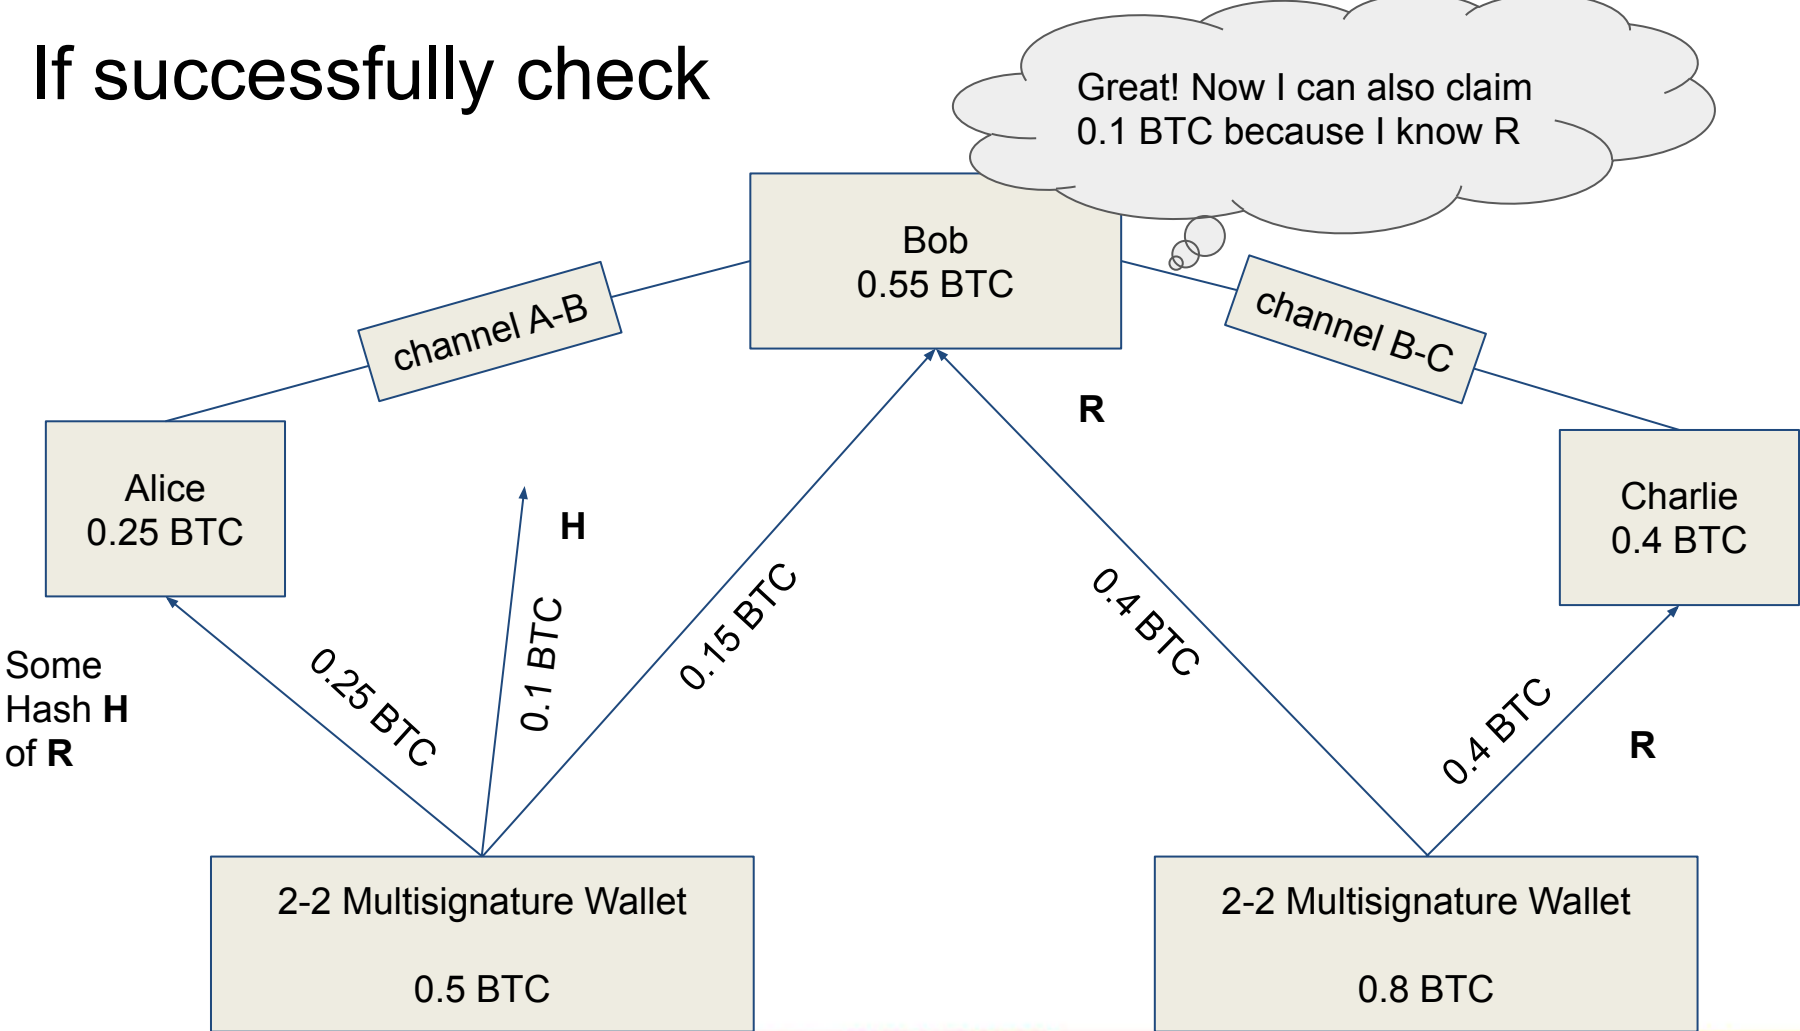 If successfully check
Great! Now I can also claim
0.1 BTC because I know R
Bob
0.55 BTC
channel A-B
channel B-C
R
Alice
0.25 BTC
H
Charlie
0.4 BTC
Some
Hash H
of R
0.25 BTC
0.1 BTC
0.15 BTC
0.4 BTC
0.4 BTC
R
2-2 Multisignature Wallet
0.5 BTC
2-2 Multisignature Wallet
0.8 BTC